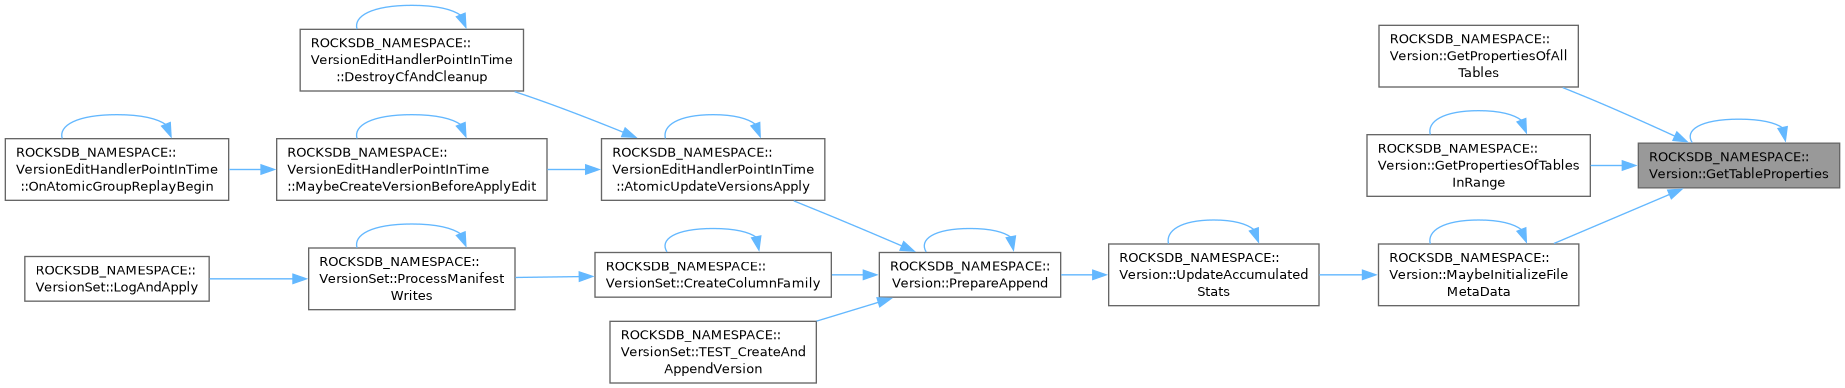 ROCKSDB_NAMESPACE::
VersionEditHandlerPointInTime
::DestroyCfAndCleanup
ROCKSDB_NAMESPACE::
Version::GetPropertiesOfAll
Tables
ROCKSDB_NAMESPACE::
VersionEditHandlerPointInTime
::OnAtomicGroupReplayBegin
ROCKSDB_NAMESPACE::
VersionEditHandlerPointInTime
::MaybeCreateVersionBeforeApplyEdit
ROCKSDB_NAMESPACE::
VersionEditHandlerPointInTime
::AtomicUpdateVersionsApply
ROCKSDB_NAMESPACE::
Version::GetPropertiesOfTables
InRange
ROCKSDB_NAMESPACE::
Version::GetTableProperties
ROCKSDB_NAMESPACE::
VersionSet::LogAndApply
ROCKSDB_NAMESPACE::
VersionSet::ProcessManifest
Writes
ROCKSDB_NAMESPACE::
VersionSet::CreateColumnFamily
ROCKSDB_NAMESPACE::
Version::PrepareAppend
ROCKSDB_NAMESPACE::
Version::UpdateAccumulated
Stats
ROCKSDB_NAMESPACE::
Version::MaybeInitializeFile
MetaData
ROCKSDB_NAMESPACE::
VersionSet::TEST_CreateAnd
AppendVersion